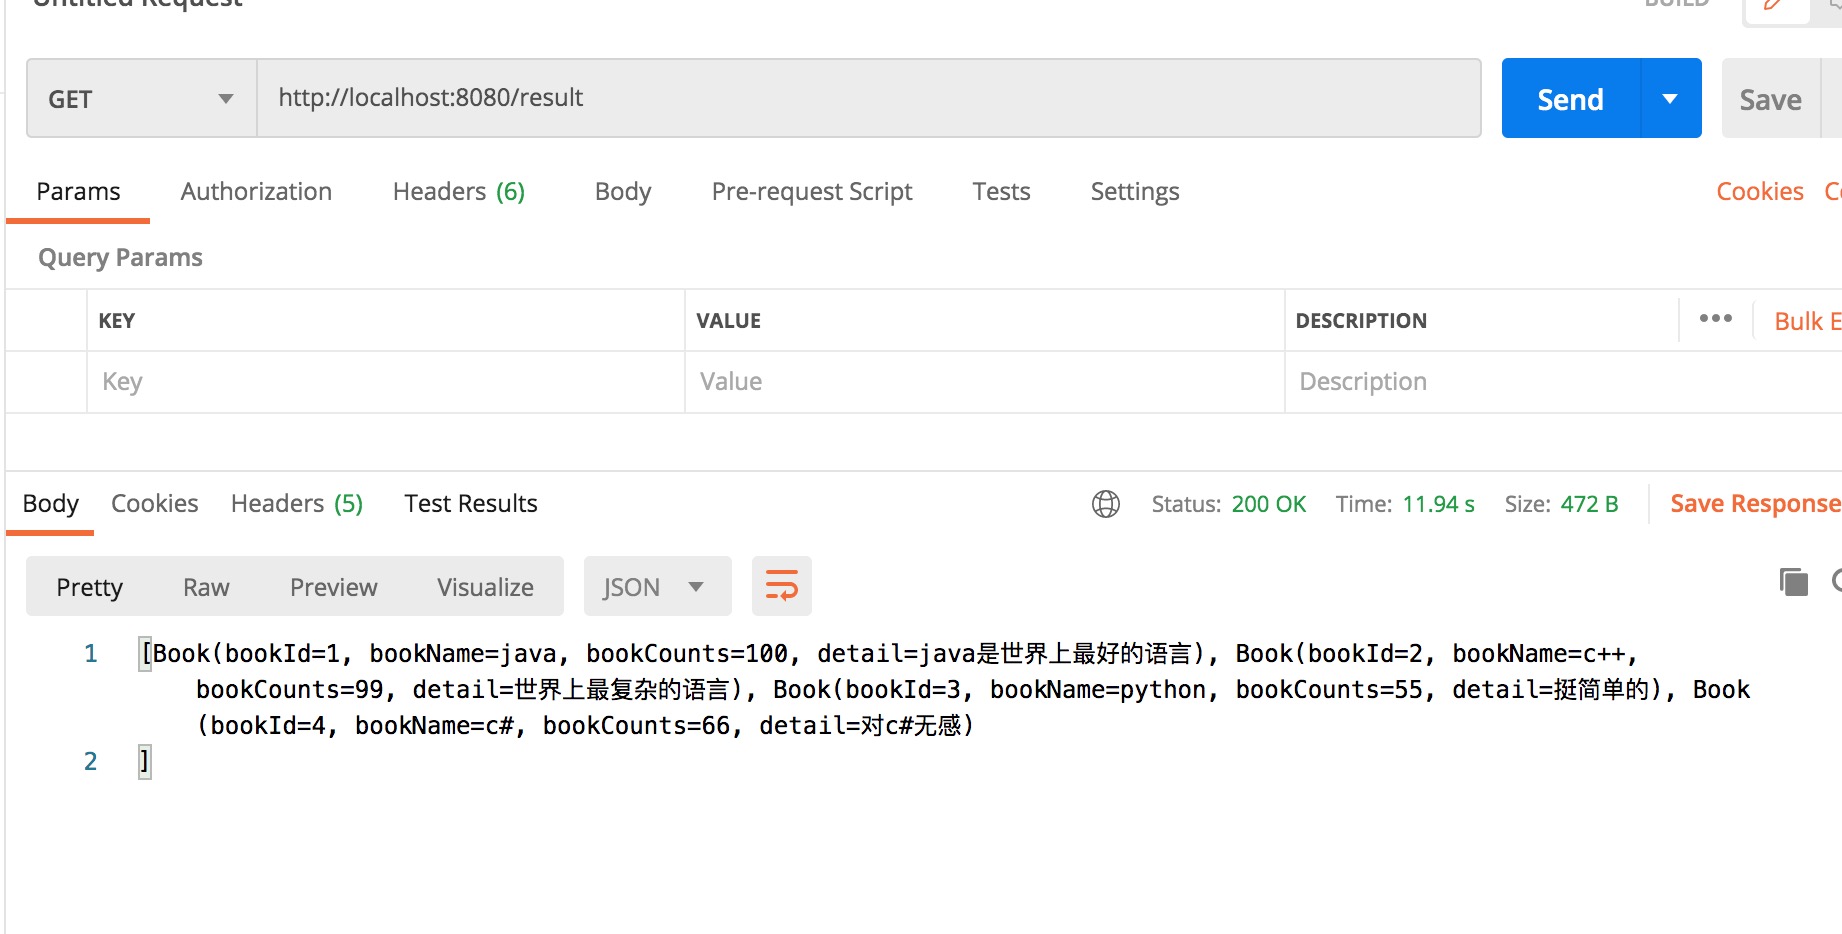 Untitled Request
BUILD
GET
http://localhost:8080/result
Send
Save
Params
Authorization
Headers (6)
Body
Pre-request Script
Tests
Settings
Cookies
Query Params
KEY
VALUE
DESCRIPTION
•••
Bulk E
Key
Value
Description
Body
Cookies
Headers (5)
Test Results
Status: 200 OK
Time: 11.94 s
Size: 472 B
Save Response
Pretty
Raw
Preview
Visualize
JSON
1 [Book(bookId=1, bookName=java, bookCounts=100, detail=java是世界上最好的语言), Book(bookId=2, bookName=c++,
bookCounts=99, detail=世界上最复杂的语言), Book(bookId=3, bookName=python, bookCounts=55, detail=挺简单的), Book
(bookId=4, bookName=c#, bookCounts=66, detail=对c#无感)
2 ]